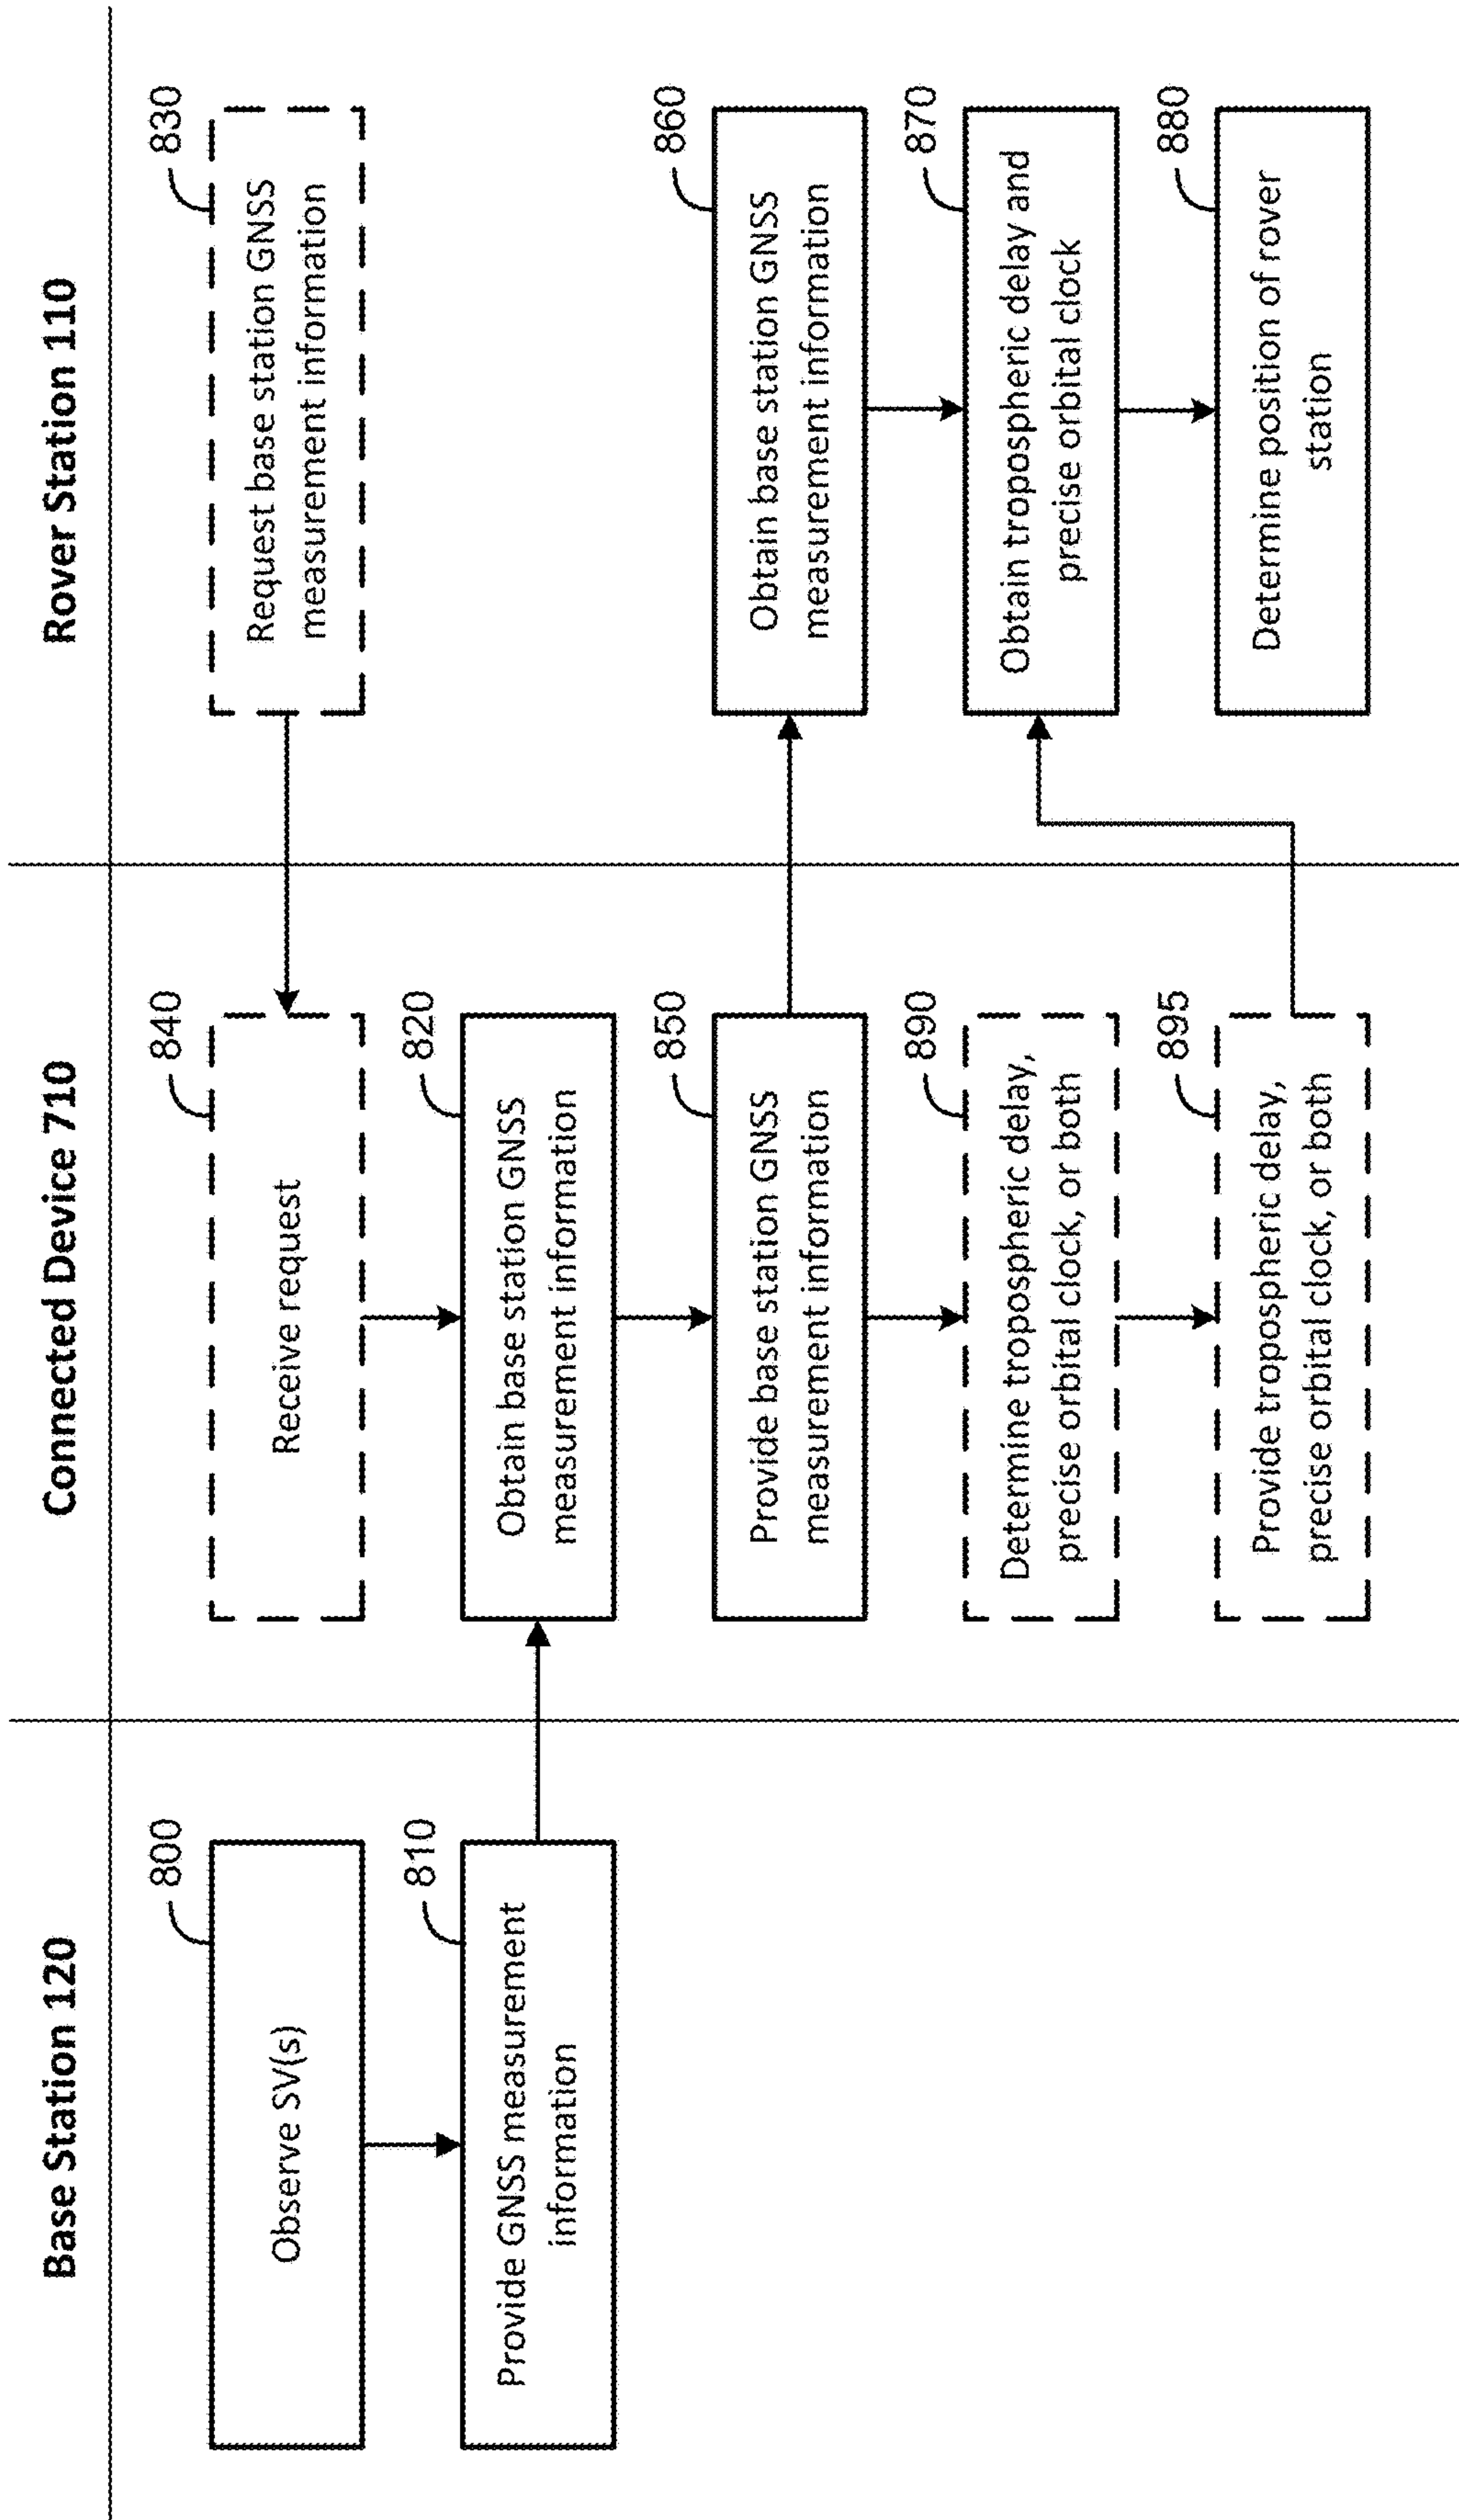 Base Station 120
Connected Device 710
Rover Station 110
800
Observe SV(s)
810
Provide GNSS measurement
information
840
Receive request
820
Obtain base station GNSS
measurement information
850
Provide base station GNSS
measurement information
890
Determine tropospheric delay,
precise orbital clock, or both
895
Provide tropospheric delay,
precise orbital clock, or both
830
Request base station GNSS
measurement information
860
Obtain base station GNSS
measurement information
870
Obtain tropospheric delay and
precise orbital clock
880
Determine position of rover
station